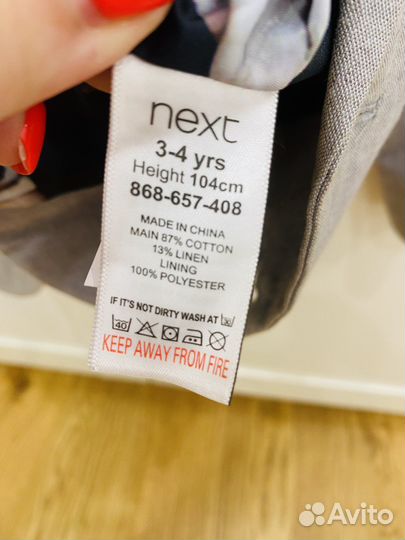 next
3-4 yrs
Height 104cm
868-657-408
MADE IN CHINA
MAIN 87% COTTON
13% LINEN
LINING
100% POLYESTER
IF IT'S NOT DIRTY WASH AT 30
40
KEEP AWAY FROM FIRE
Avito